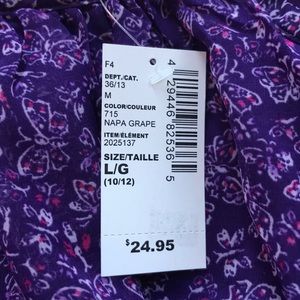 F4
DEPT./CAT.
36/13
M
COLOR/COULEUR
715
NAPA GRAPE
ITEM/ÉLÉMENT
2025137
SIZE/TAILLE
L/G
(10/12)
$24.95
4 29446 82536 5